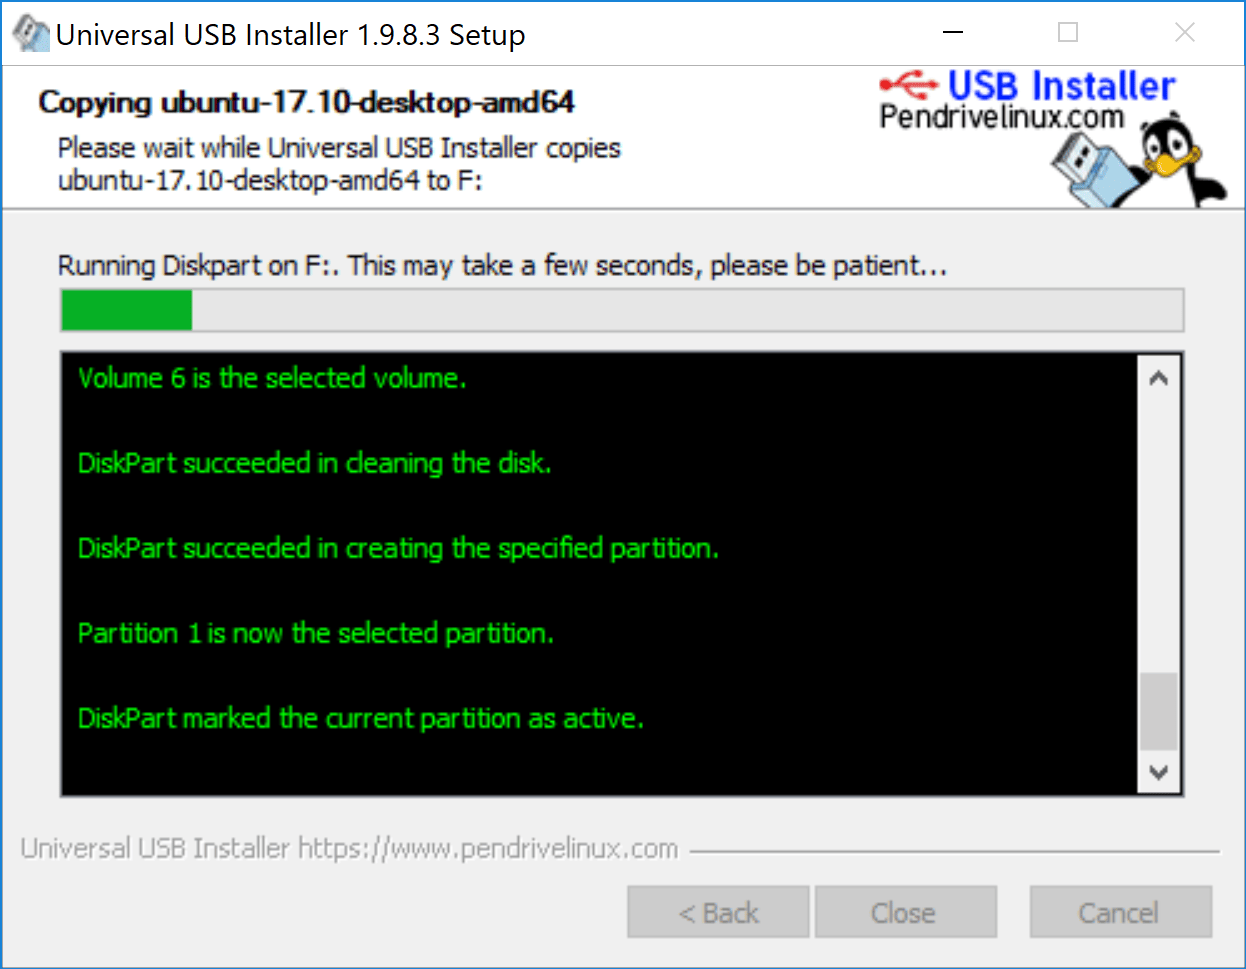 Universal USB Installer 1.9.8.3 Setup
Copying ubuntu-17.10-desktop-amd64
Please wait while Universal USB Installer copies
ubuntu-17.10-desktop-amd64 to F:
USB Installer
Pendrivelinux.com
Running Diskpart on F:. This may take a few seconds, please be patient...
Volume 6 is the selected volume.
DiskPart succeeded in cleaning the disk.
DiskPart succeeded in creating the specified partition.
Partition 1 is now the selected partition.
DiskPart marked the current partition as active.
Universal USB Installer https://www.pendrivelinux.com
< Back Close Cancel